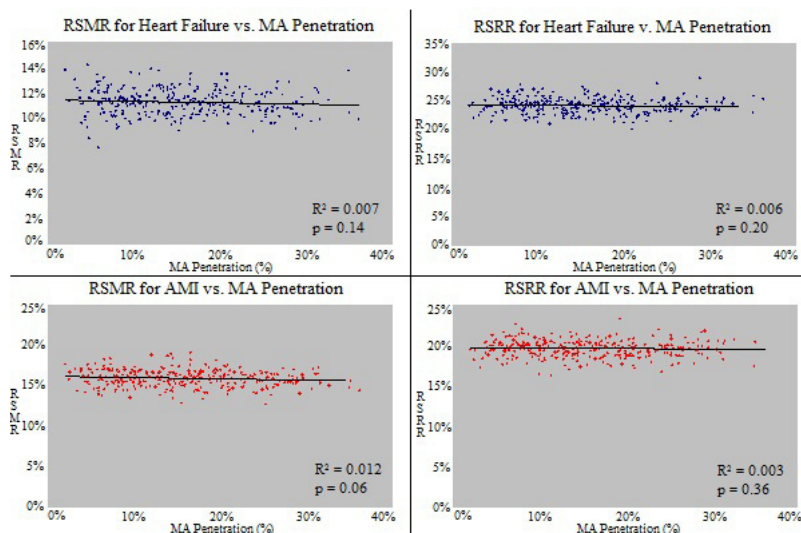 RSMR for Heart Failure vs. MA Penetration
16%
14%
12%
10%
8%
6%
4%
2%
0%
RSMR
R² = 0.007
p = 0.14
0% 10% 20% 30% 40%
MA Penetration (%)
RSRR for Heart Failure v. MA Penetration
35%
30%
25%
20%
15%
10%
5%
0%
RSRR
R² = 0.006
p = 0.20
0% 10% 20% 30% 40%
MA Penetration (%)
RSMR for AMI vs. MA Penetration
25%
20%
15%
10%
5%
0%
RSMR
R² = 0.012
p = 0.06
0% 10% 20% 30% 40%
MA Penetration (%)
RSRR for AMI vs. MA Penetration
25%
20%
15%
10%
5%
0%
RSRR
R² = 0.003
p = 0.36
0% 10% 20% 30% 40%
MA Penetration (%)